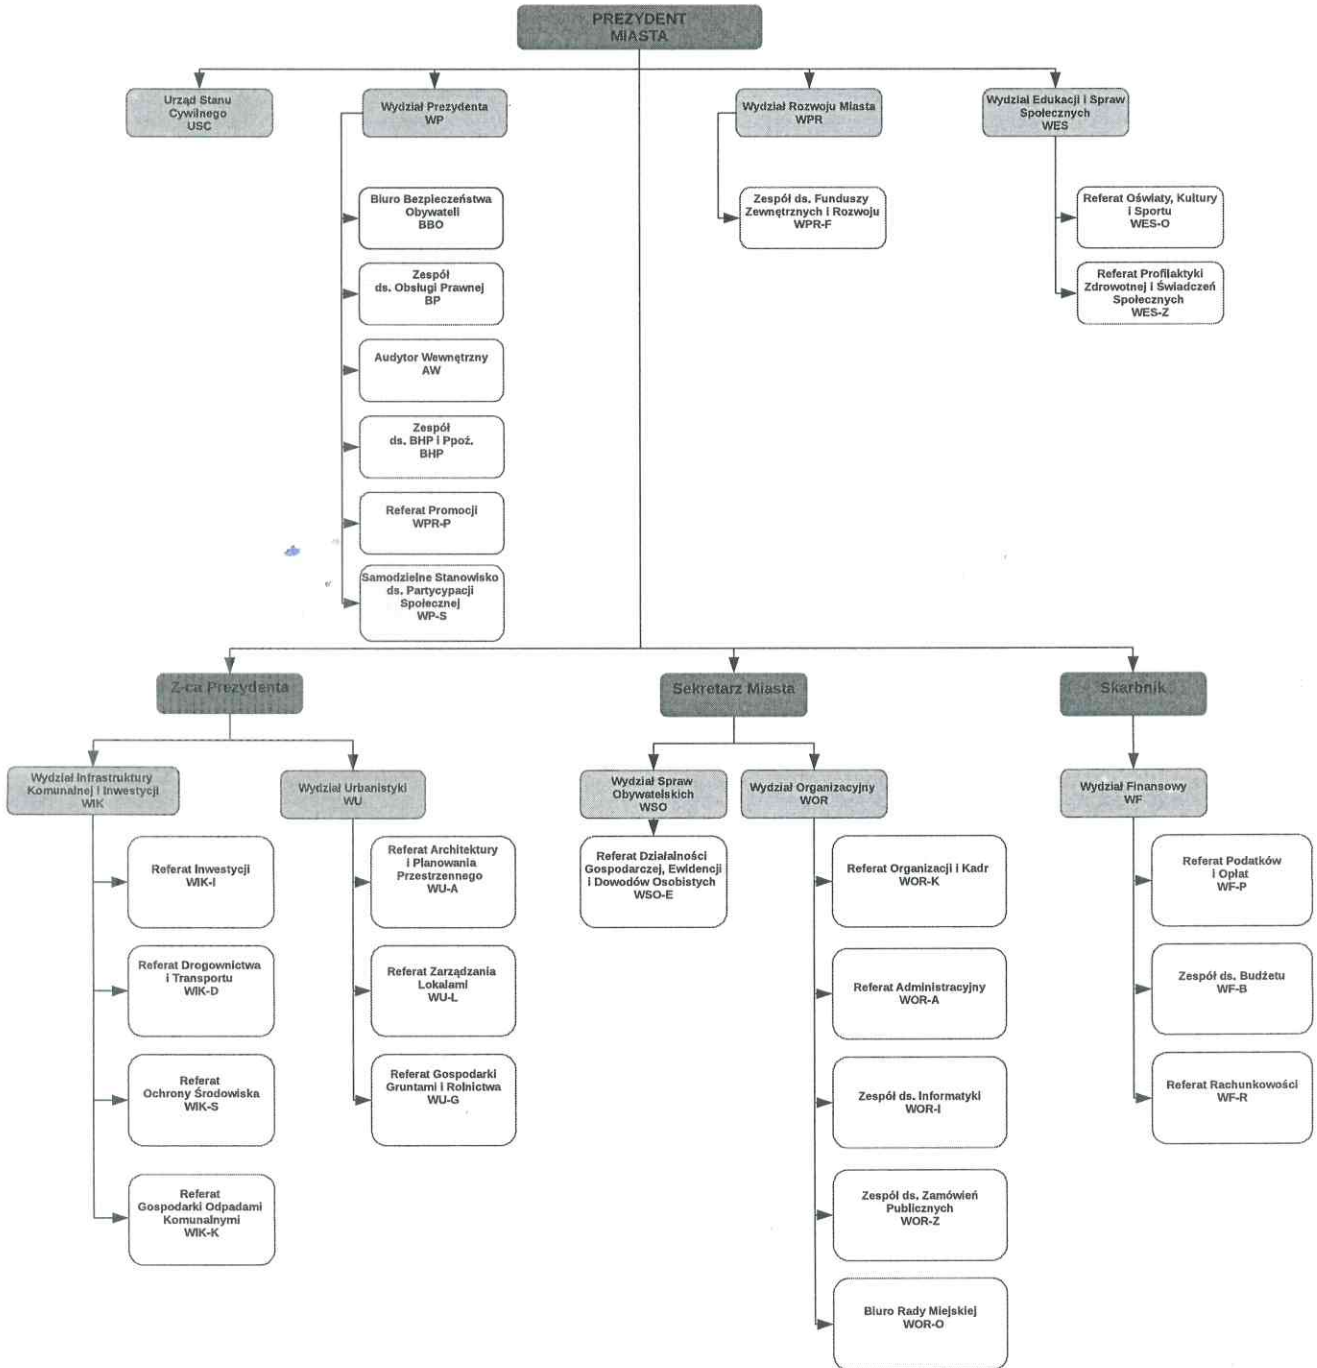 PREZYDENT
MIASTA
Urząd Stanu
Cywilnego
USC
Wydział Prezydenta
WP
Wydział Rozwoju Miasta
WPR
Wydział Edukacji i Spraw
Społecznych
WES
Biuro Bezpieczeństwa
Obywateli
BBO
Zespół
ds. Obsługi Prawnej
BP
Audytor Wewnętrzny
AW
Zespół
ds. BHP i Ppoż.
BHP
Referat Promocji
WPR-P
Samodzielne Stanowisko
ds. Partycypacji
Społecznej
WP-S
Zespół ds. Funduszy
Zewnętrznych i Rozwoju
WPR-F
Referat Oświaty, Kultury
i Sportu
WES-O
Referat Profilaktyki
Zdrowotnej i Świadczeń
Społecznych
WES-Z
Z-ca Prezydenta
Sekretarz Miasta
Skarbnik
Wydział Infrastruktury
Komunalnej i Inwestycji
WIK
Wydział Urbanistyki
WU
Wydział Spraw
Obywatelskich
WSO
Wydział Organizacyjny
WOR
Wydział Finansowy
WF
Referat Inwestycji
WIK-I
Referat Drogownictwa
i Transportu
WIK-D
Referat
Ochrony Środowiska
WIK-S
Referat
Gospodarki Odpadami
Komunalnymi
WIK-K
Referat Architektury
i Planowania
Przestrzennego
WU-A
Referat Zarządzania
Lokalami
WU-L
Referat Gospodarki
Gruntami i Rolnictwa
WU-G
Referat Działalności
Gospodarczej, Ewidencji
i Dowodów Osobistych
WSO-E
Referat Organizacji i Kadr
WOR-K
Referat Administracyjny
WOR-A
Zespół ds. Informatyki
WOR-I
Zespół ds. Zamówień
Publicznych
WOR-Z
Biuro Rady Miejskiej
WOR-O
Referat Podatków
i Opłat
WF-P
Zespół ds. Budżetu
WF-B
Referat Rachunkowości
WF-R